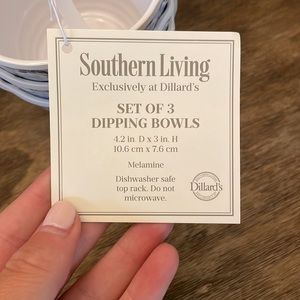 Southern Living
Exclusively at Dillard's
SET OF 3
DIPPING BOWLS
4.2 in D x 3 in. H
10.6 cm x 7.6 cm
Melamine
Dishwasher safe
top rack. Do not
microwave.
Dillard's